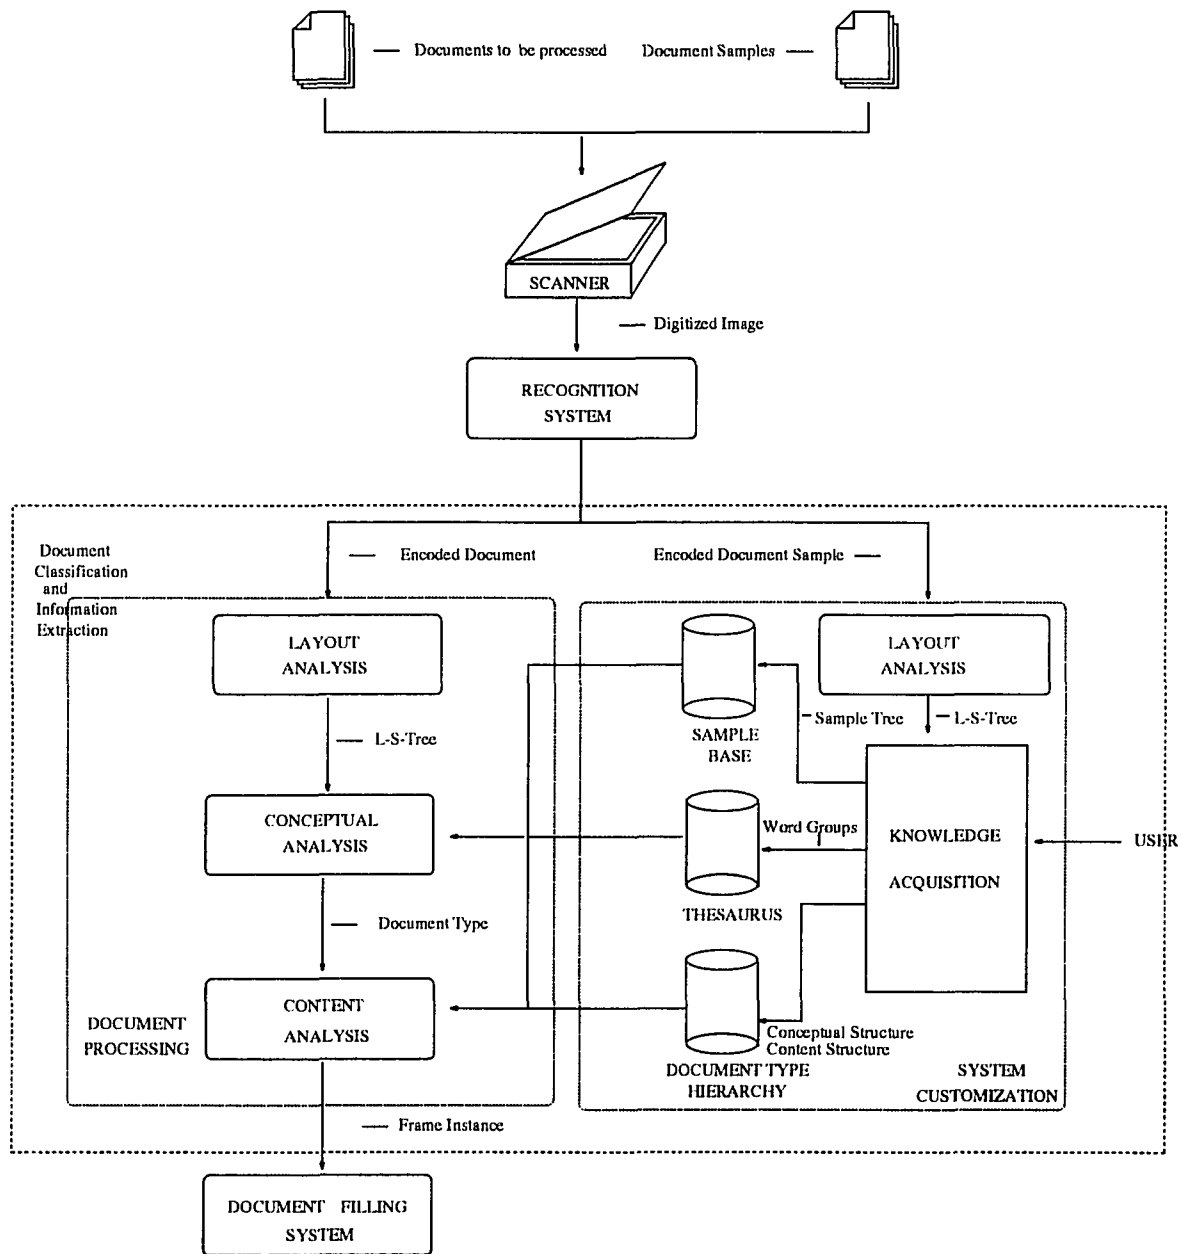 Documents to be processed
Document Samples
SCANNER
Digitized Image
RECOGNITION
SYSTEM
Document
Classification
and
Information
Extraction
Encoded Document
Encoded Document Sample
LAYOUT
ANALYSIS
LAYOUT
ANALYSIS
L-S-Tree
SAMPLE
BASE
Sample Tree
L-S-Tree
CONCEPTUAL
ANALYSIS
Word Groups
KNOWLEDGE
ACQUISITION
USER
THESAURUS
Document Type
CONTENT
ANALYSIS
DOCUMENT
PROCESSING
Conceptual Structure
Content Structure
DOCUMENT TYPE
HIERARCHY
SYSTEM
CUSTOMIZATION
Frame Instance
DOCUMENT FILLING
SYSTEM